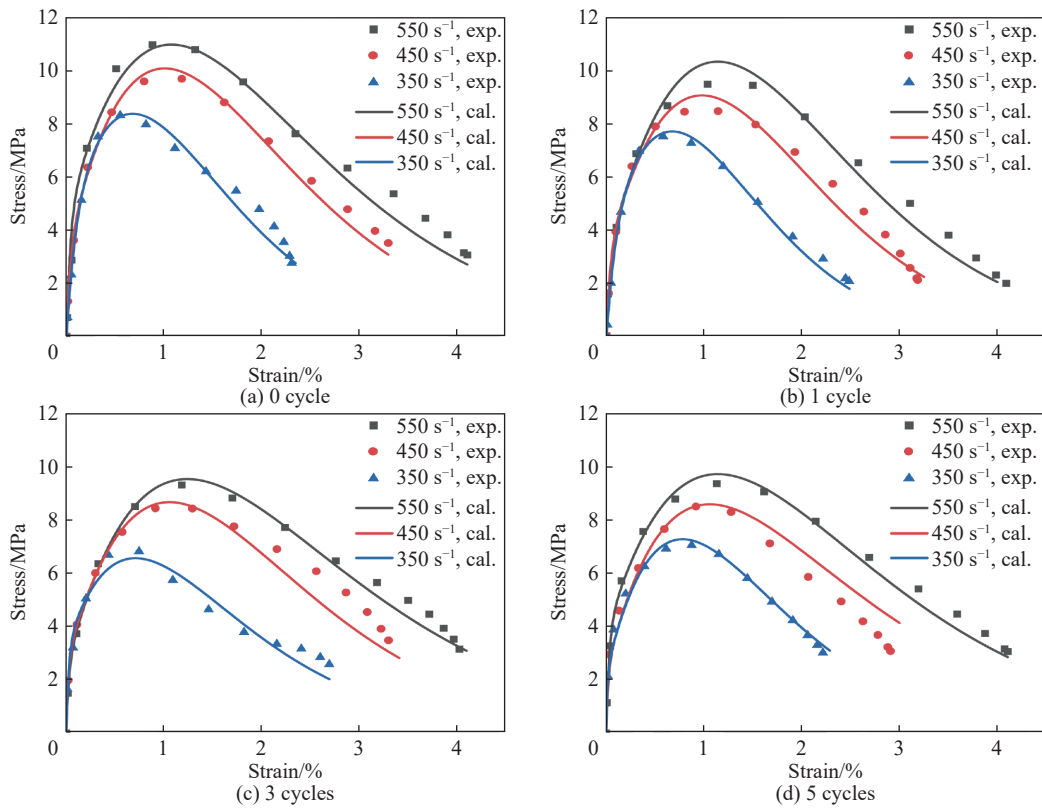 12
10
8
6
4
2
0
Stress/MPa
550 s⁻¹, exp.
450 s⁻¹, exp.
350 s⁻¹, exp.
550 s⁻¹, cal.
450 s⁻¹, cal.
350 s⁻¹, cal.
1 2 3 4
Strain/%
(a) 0 cycle
12
10
8
6
4
2
0
Stress/MPa
550 s⁻¹, exp.
450 s⁻¹, exp.
350 s⁻¹, exp.
550 s⁻¹, cal.
450 s⁻¹, cal.
350 s⁻¹, cal.
1 2 3 4
Strain/%
(b) 1 cycle
12
10
8
6
4
2
0
Stress/MPa
550 s⁻¹, exp.
450 s⁻¹, exp.
350 s⁻¹, exp.
550 s⁻¹, cal.
450 s⁻¹, cal.
350 s⁻¹, cal.
1 2 3 4
Strain/%
(c) 3 cycles
12
10
8
6
4
2
0
Stress/MPa
550 s⁻¹, exp.
450 s⁻¹, exp.
350 s⁻¹, exp.
550 s⁻¹, cal.
450 s⁻¹, cal.
350 s⁻¹, cal.
1 2 3 4
Strain/%
(d) 5 cycles